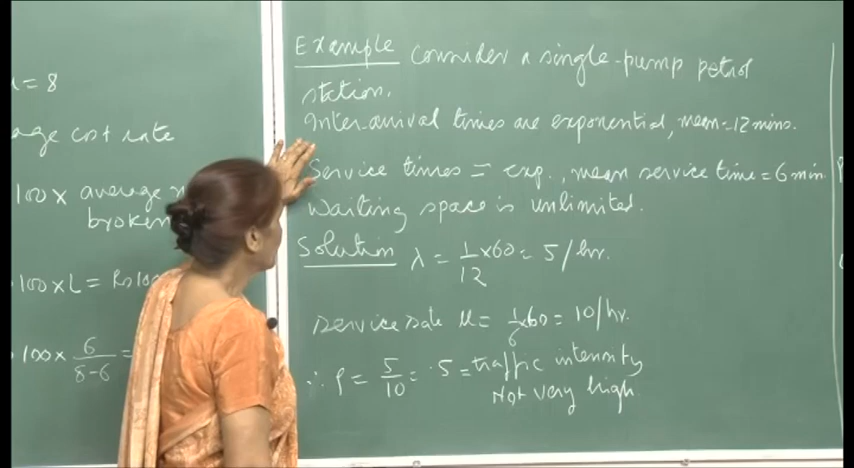 = 8
age cost rate
100 x average n
broken
100 x L = Rs 100
100 x 6/(8-6) =
Example Consider a single-pump petrol
station.
Inter-arrival times are exponential, mean = 12 mins.
Service times = exp., mean service time = 6 min.
Waiting space is unlimited.
Solution λ = 1/12 x 60 = 5/hr.
service rate μ = 1/6 x 60 = 10/hr.
∴ ρ = 5/10 = .5 = traffic intensity
Not very high